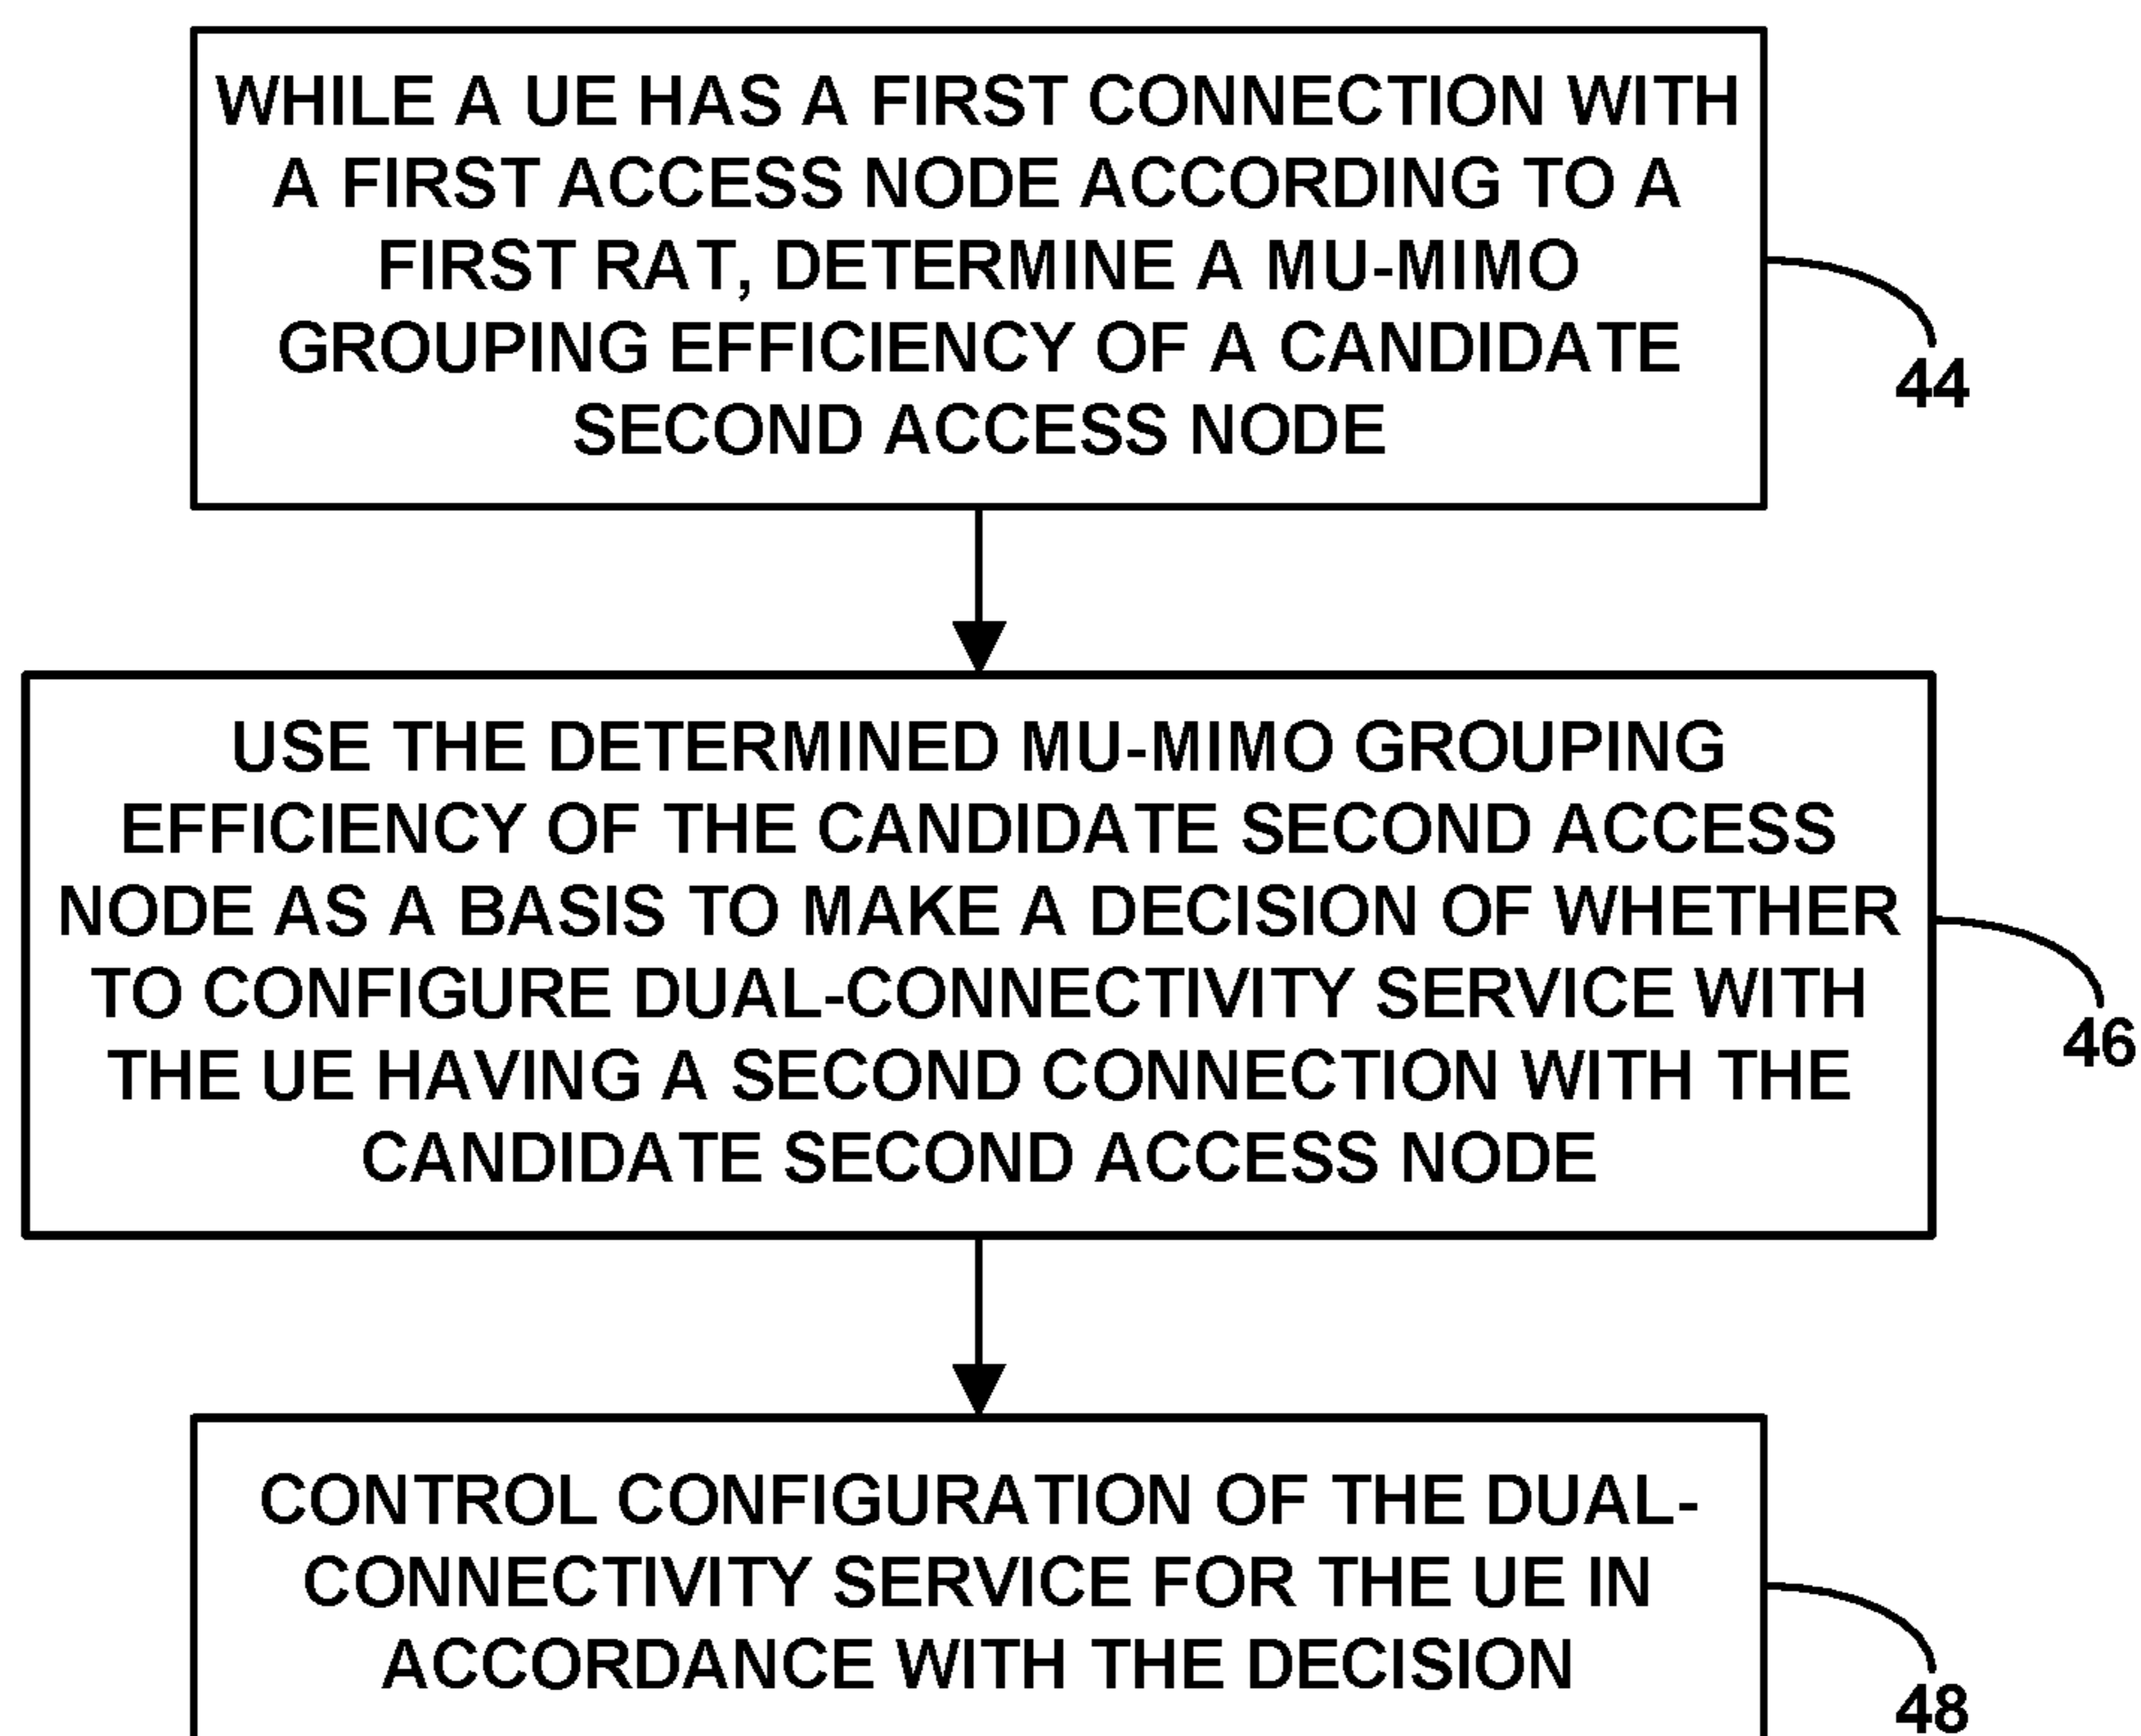 WHILE A UE HAS A FIRST CONNECTION WITH
A FIRST ACCESS NODE ACCORDING TO A
FIRST RAT, DETERMINE A MU-MIMO
GROUPING EFFICIENCY OF A CANDIDATE
SECOND ACCESS NODE
44
USE THE DETERMINED MU-MIMO GROUPING
EFFICIENCY OF THE CANDIDATE SECOND ACCESS
NODE AS A BASIS TO MAKE A DECISION OF WHETHER
TO CONFIGURE DUAL-CONNECTIVITY SERVICE WITH
THE UE HAVING A SECOND CONNECTION WITH THE
CANDIDATE SECOND ACCESS NODE
46
CONTROL CONFIGURATION OF THE DUAL-
CONNECTIVITY SERVICE FOR THE UE IN
ACCORDANCE WITH THE DECISION
48